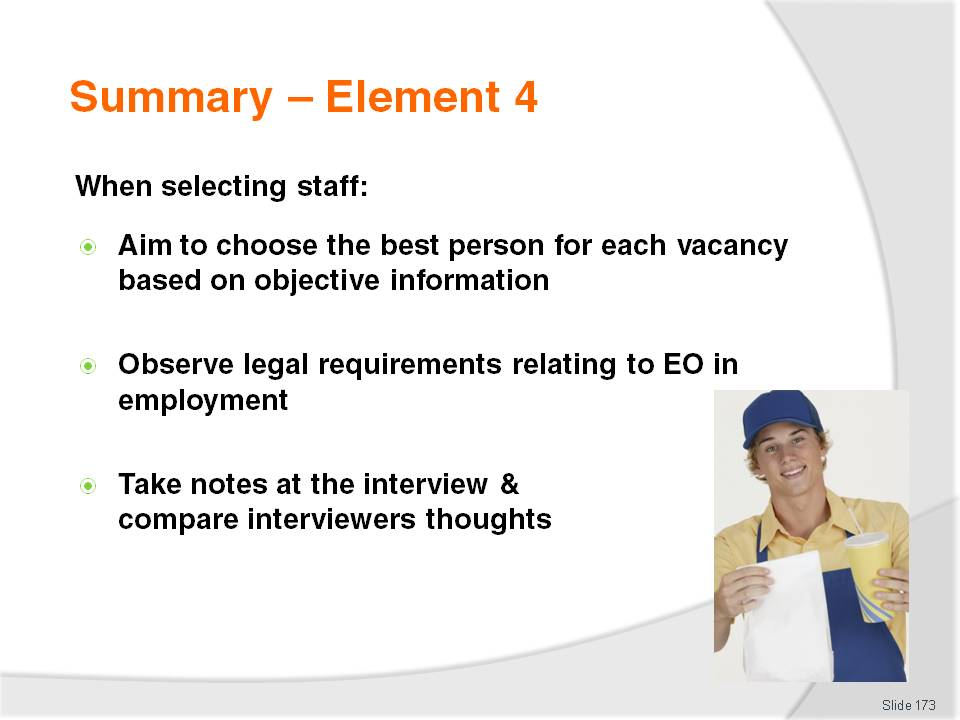 Summary – Element 4
When selecting staff:
Aim to choose the best person for each vacancy
based on objective information
Observe legal requirements relating to EO in
employment
Take notes at the interview &
compare interviewers thoughts
Slide 173